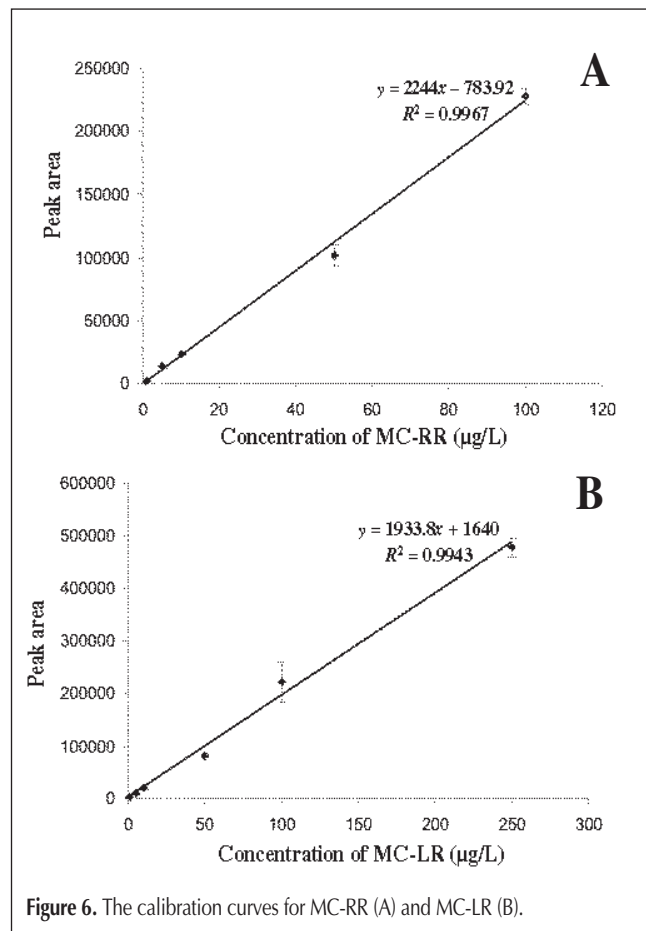 A
y = 2244x – 783.92
R² = 0.9967
250000
200000
150000
100000
50000
0
Peak area
0 20 40 60 80 100 120
Concentration of MC-RR (µg/L)
B
y = 1933.8x + 1640
R² = 0.9943
600000
500000
400000
300000
200000
100000
0
Peak area
0 50 100 150 200 250 300
Concentration of MC-LR (µg/L)
Figure 6. The calibration curves for MC-RR (A) and MC-LR (B).